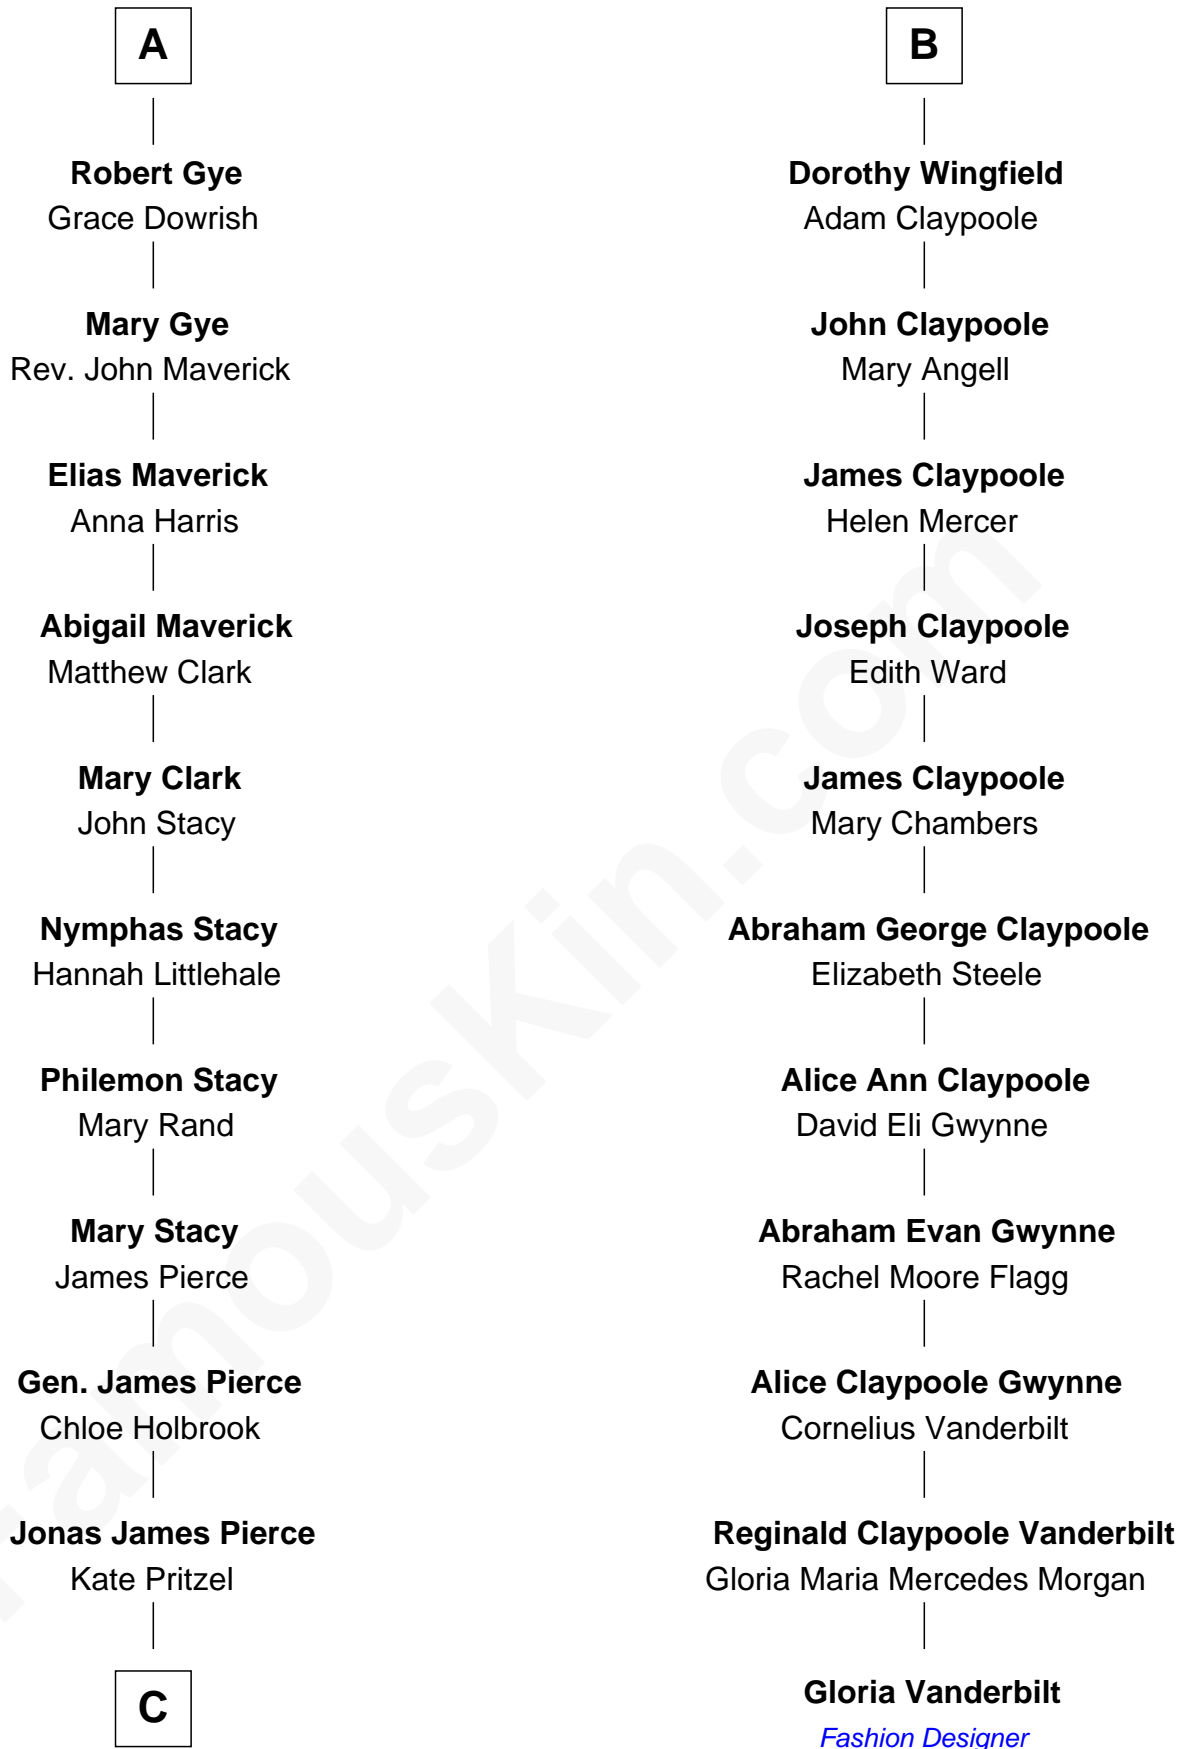 A
Robert Gye
Grace Dowrish
Mary Gye
Rev. John Maverick
Elias Maverick
Anna Harris
Abigail Maverick
Matthew Clark
Mary Clark
John Stacy
Nymphas Stacy
Hannah Littlehale
Philemon Stacy
Mary Rand
Mary Stacy
James Pierce
Gen. James Pierce
Chloe Holbrook
Jonas James Pierce
Kate Pritzel
C
B
Dorothy Wingfield
Adam Claypoole
John Claypoole
Mary Angell
James Claypoole
Helen Mercer
Joseph Claypoole
Edith Ward
James Claypoole
Mary Chambers
Abraham George Claypoole
Elizabeth Steele
Alice Ann Claypoole
David Eli Gwynne
Abraham Evan Gwynne
Rachel Moore Flagg
Alice Claypoole Gwynne
Cornelius Vanderbilt
Reginald Claypoole Vanderbilt
Gloria Maria Mercedes Morgan
Gloria Vanderbilt
Fashion Designer
FamousKin.com